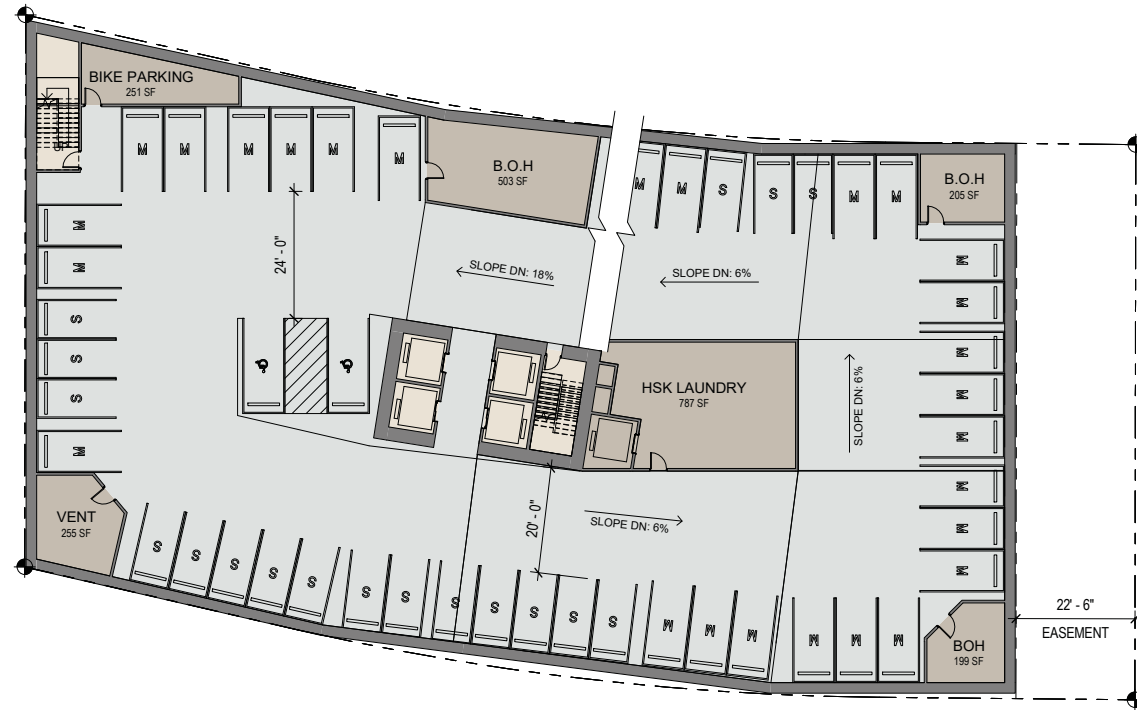 BIKE PARKING
251 SF
M
M
M
M
M
M
B.O.H
503 SF
M
M
S
S
S
M
M
B.O.H
205 SF
24' - 0"
SLOPE DN: 18%
SLOPE DN: 6%
M
M
S
S
S
M
HSK LAUNDRY
787 SF
SLOPE DN: 6%
M
M
M
M
M
M
M
M
VENT
255 SF
20' - 0"
SLOPE DN: 6%
S
S
S
S
S
S
S
S
S
S
S
S
M
M
M
M
M
M
BOH
199 SF
22' - 6"
EASEMENT